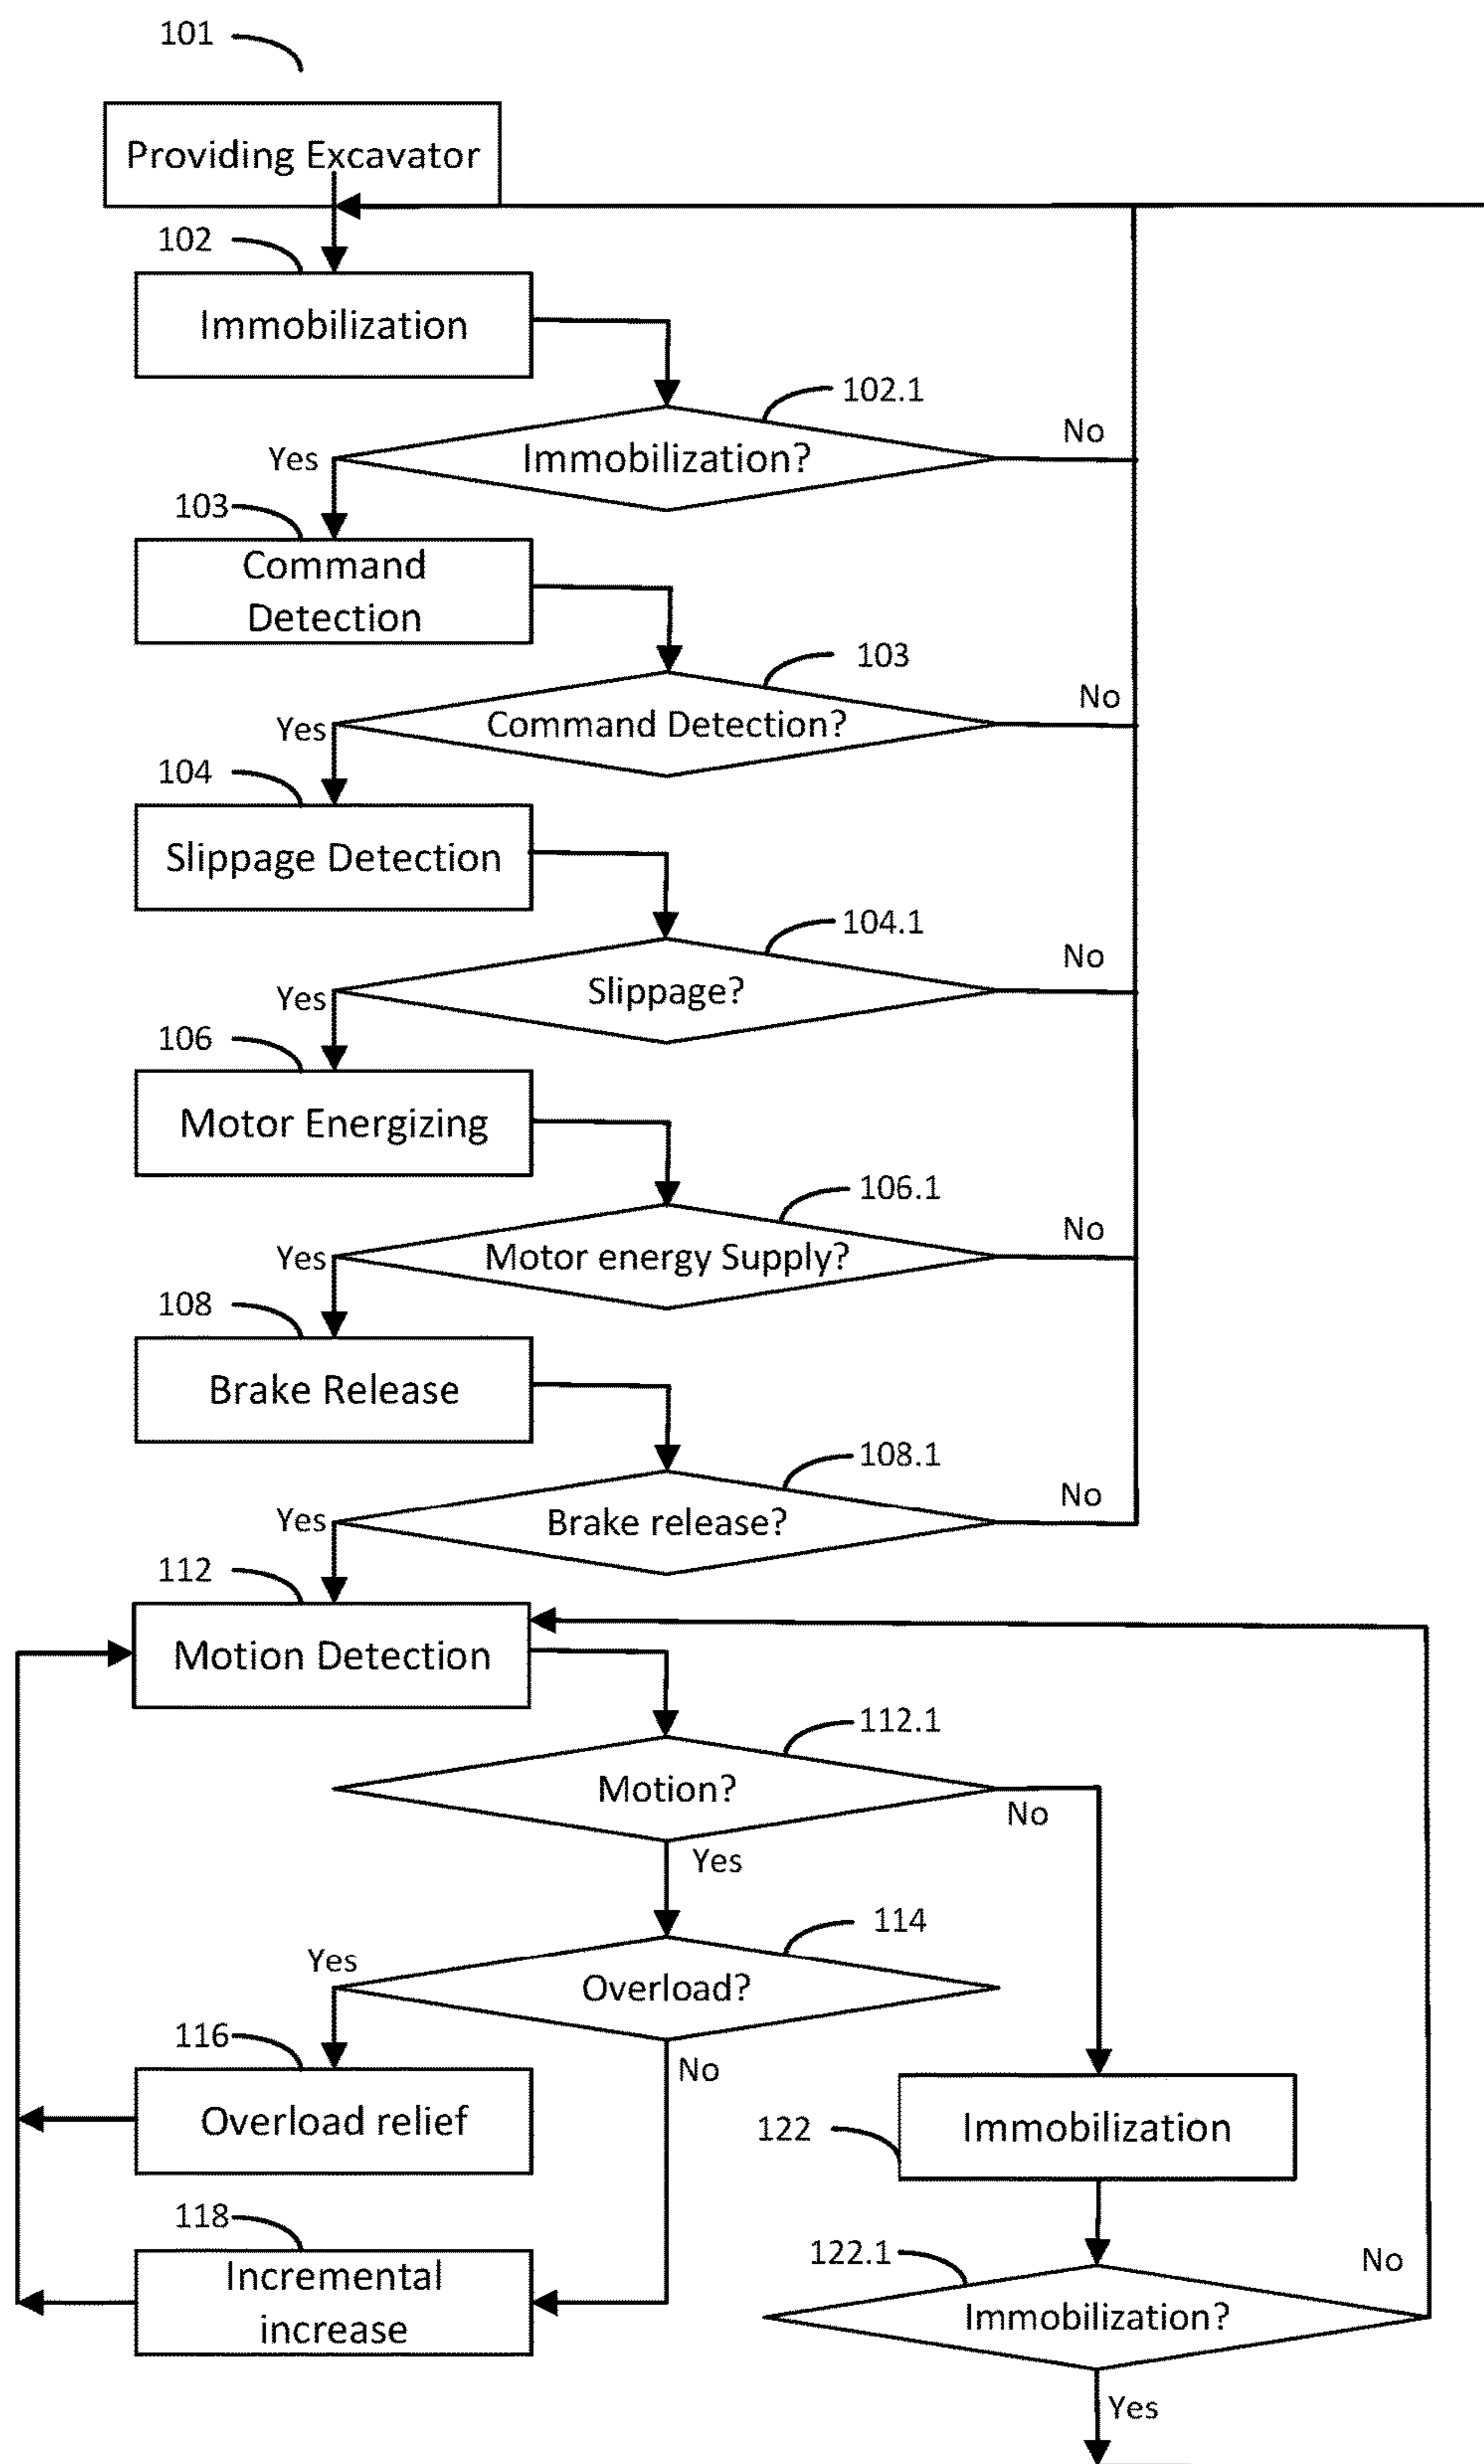 101
Providing Excavator
102
Immobilization
102.1
Immobilization?
Yes
No
103
Command
Detection
103
Command Detection?
Yes
No
104
Slippage Detection
104.1
Slippage?
Yes
No
106
Motor Energizing
106.1
Motor energy Supply?
Yes
No
108
Brake Release
108.1
Brake release?
Yes
No
112
Motion Detection
112.1
Motion?
No
Yes
114
Overload?
Yes
No
116
Overload relief
122
Immobilization
118
Incremental
increase
122.1
Immobilization?
No
Yes